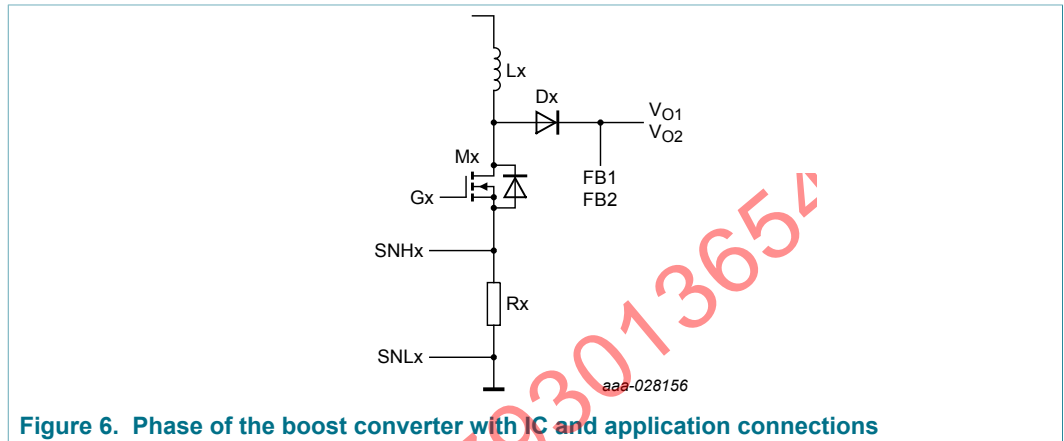 Lx
Dx
VO1
VO2
Mx
FB1
FB2
Gx
SNHx
Rx
SNLx
aaa-028156
93013654
Figure 6. Phase of the boost converter with IC and application connections